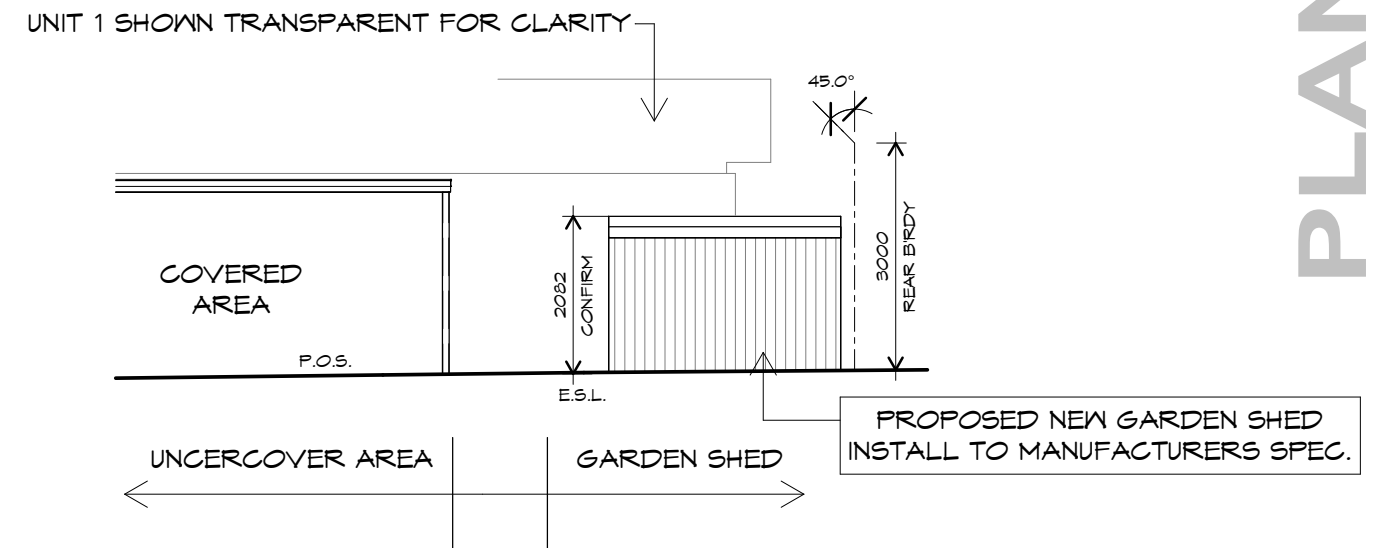 UNIT 1 SHOWN TRANSPARENT FOR CLARITY
45.0°
COVERED
AREA
P.O.S.
2082
CONFIRM
E.S.L.
3000
REAR B'RDY
PROPOSED NEW GARDEN SHED
INSTALL TO MANUFACTURERS SPEC.
UNCERCOVER AREA
GARDEN SHED
PLAN